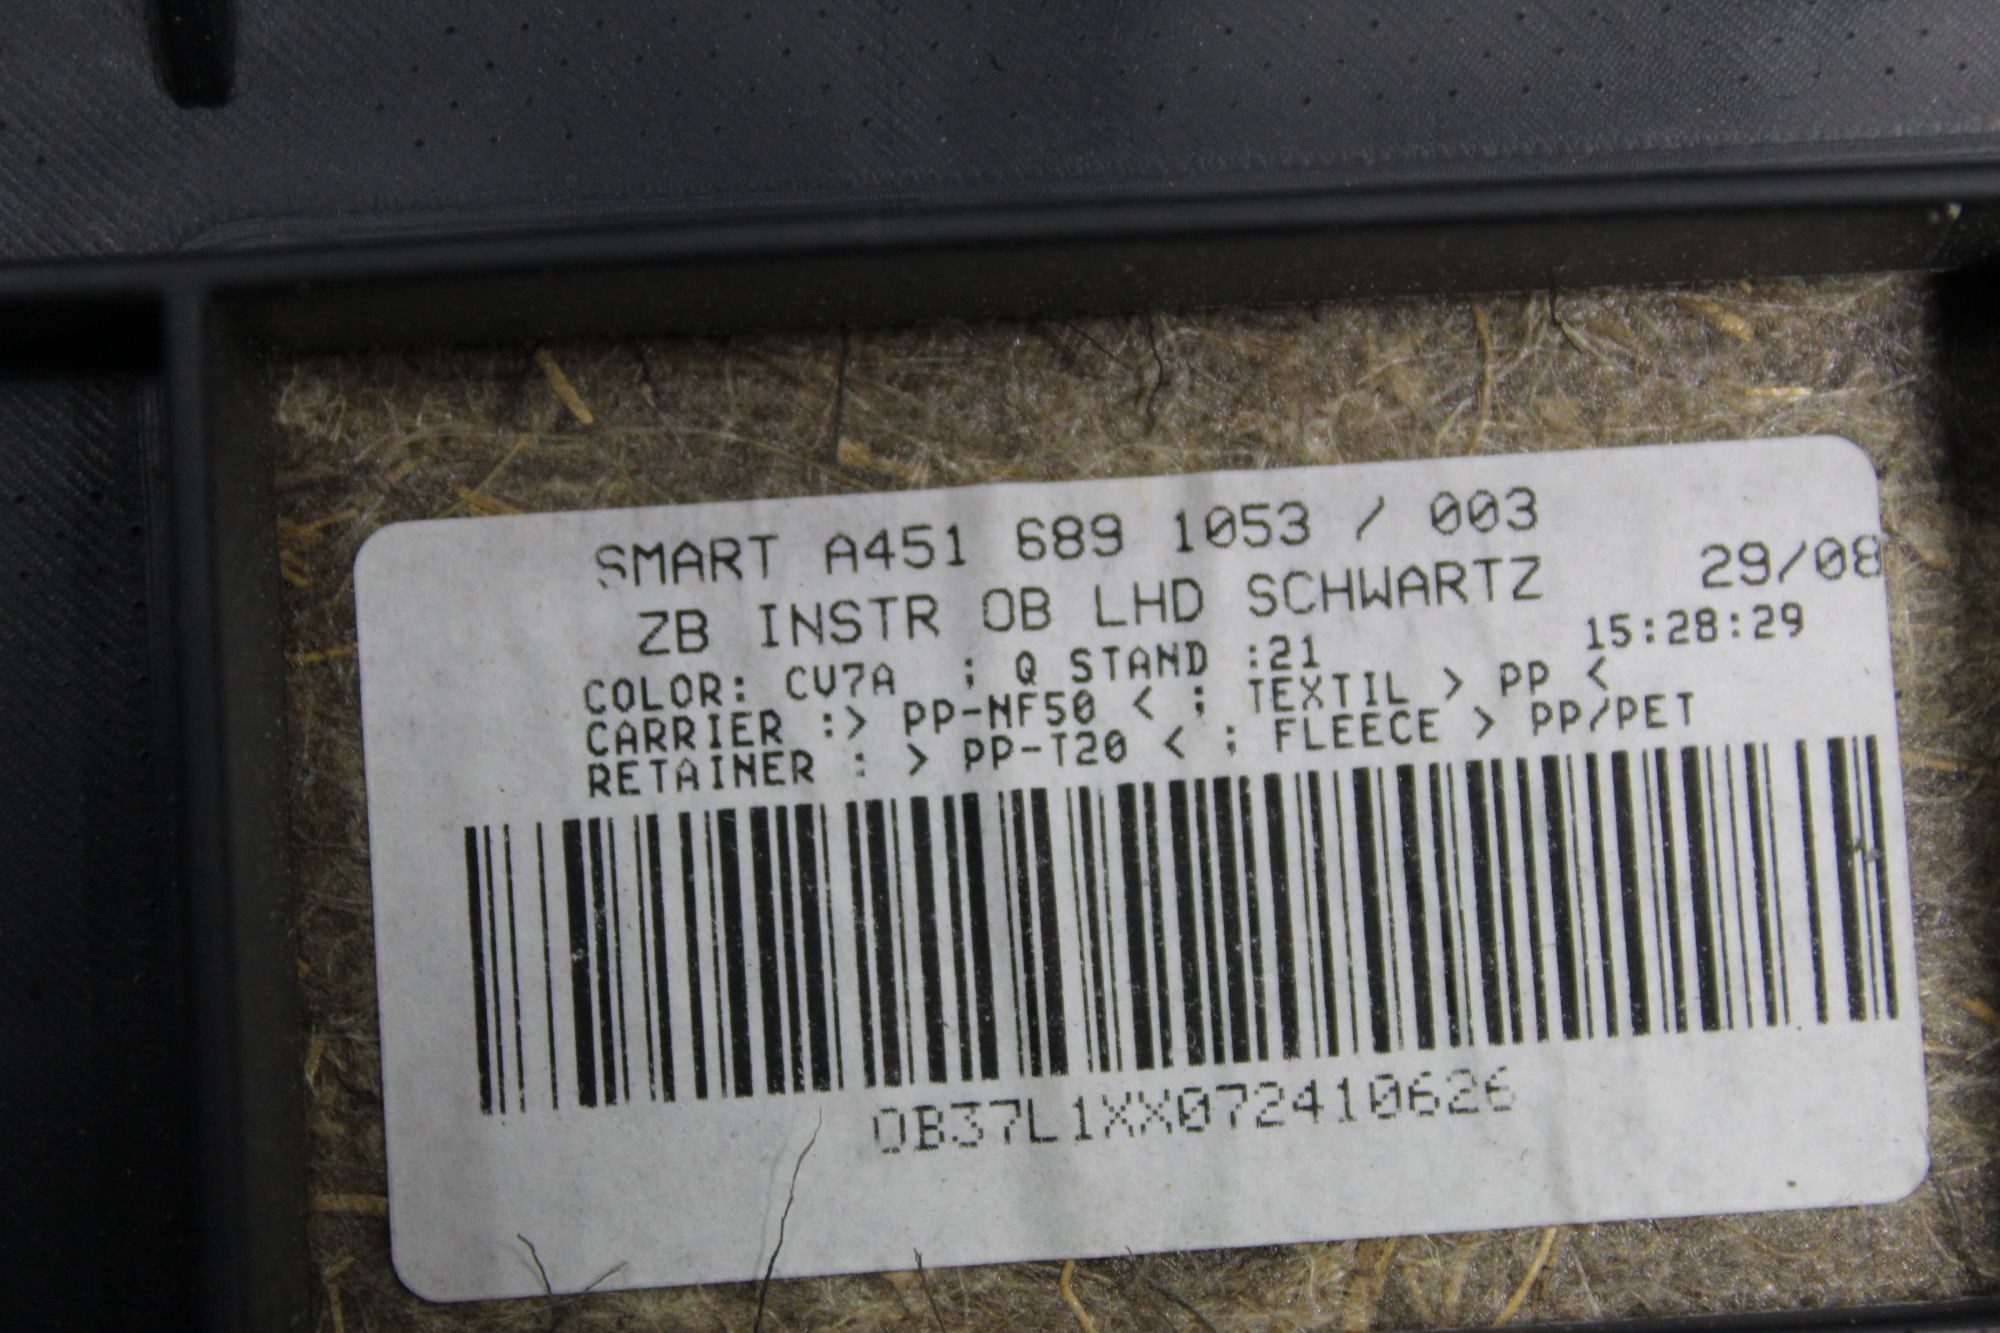 SMART A451 689 1053 / 003
ZB INSTR OB LHD SCHWARTZ 29/08
COLOR: CV7A ; Q STAND :21 15:28:29
CARRIER :> PP-NF50 < ; TEXTIL > PP <
RETAINER : > PP-T20 < ; FLEECE > PP/PET
OB37L1XX072410626